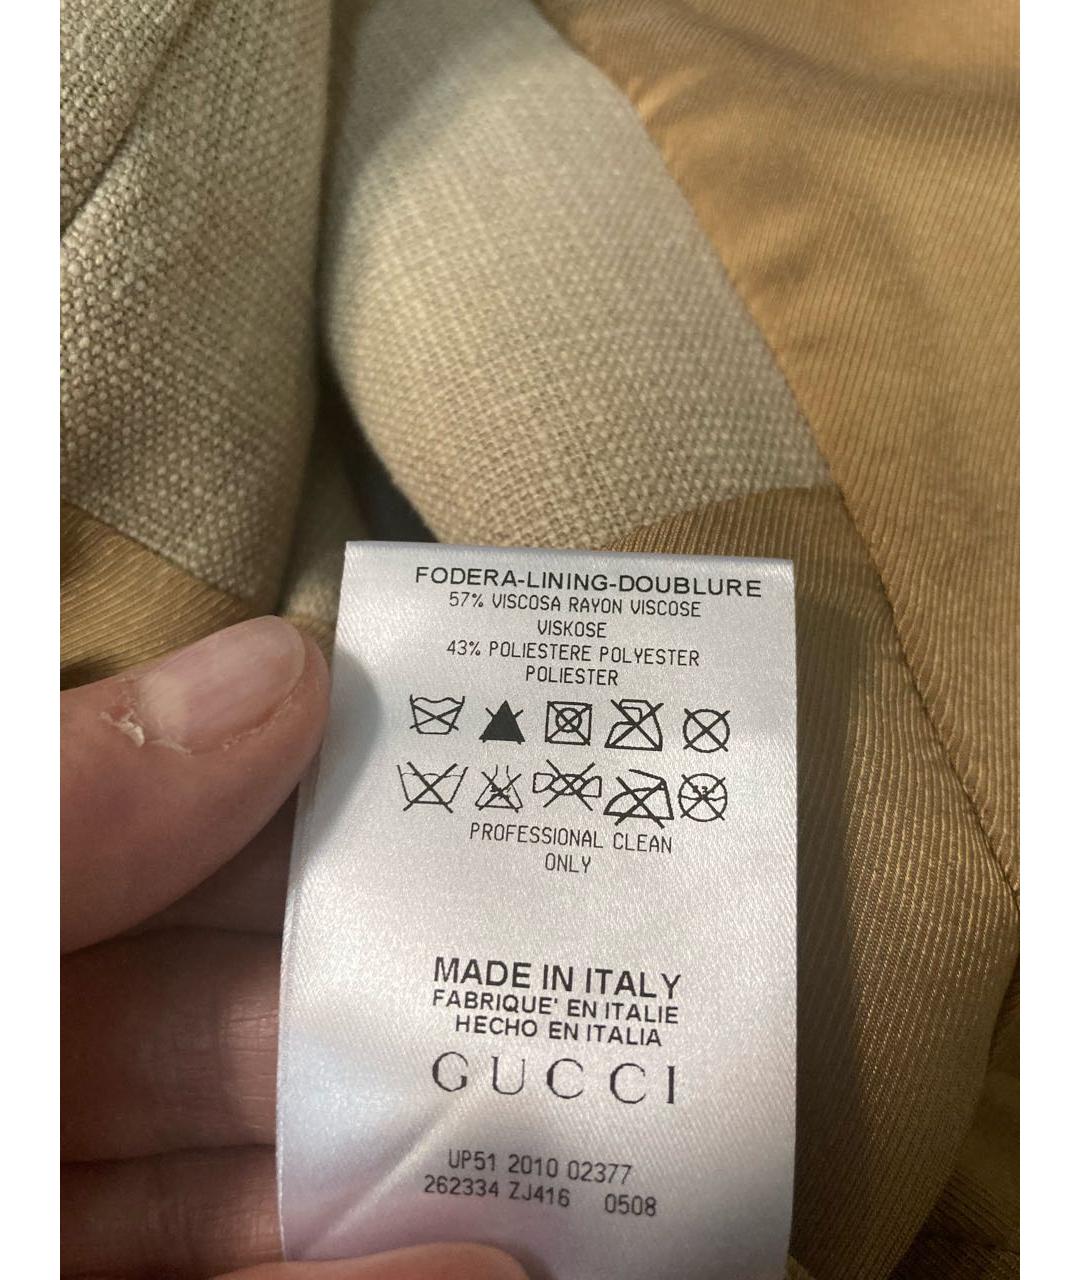 FODERA-LINING-DOUBLURE
57% VISCOSA RAYON VISCOSE
VISKOSE
43% POLIESTERE POLYESTER
POLIESTER
PROFESSIONAL CLEAN
ONLY
MADE IN ITALY
FABRIQUE' EN ITALIE
HECHO EN ITALIA
GUCCI
UP51 2010 02377
262334 ZJ416 0508